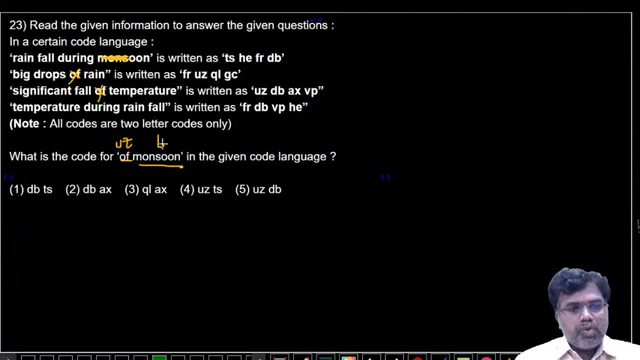 23) Read the given information to answer the given questions :
In a certain code language :
‘rain fall during monsoon’ is written as ‘ts he fr db’
‘big drops of rain” is written as ‘fr uz ql gc’
‘significant fall of temperature” is written as ‘uz db ax vp’
‘temperature during rain fall” is written as ‘fr db vp he”
(Note : All codes are two letter codes only)
uz t
What is the code for ‘of monsoon’ in the given code language ?
(1) db ts (2) db ax (3) ql ax (4) uz ts (5) uz db